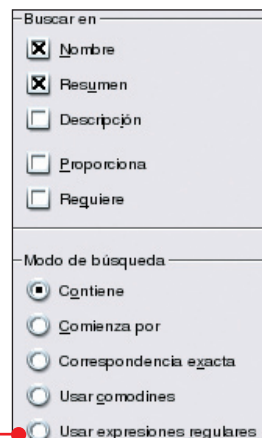 Buscar en
Nombre
Resumen
Descripción
Proporciona
Requiere
Modo de búsqueda
Contiene
Comienza por
Correspondencia exacta
Usar comodines
Usar expresiones regulares